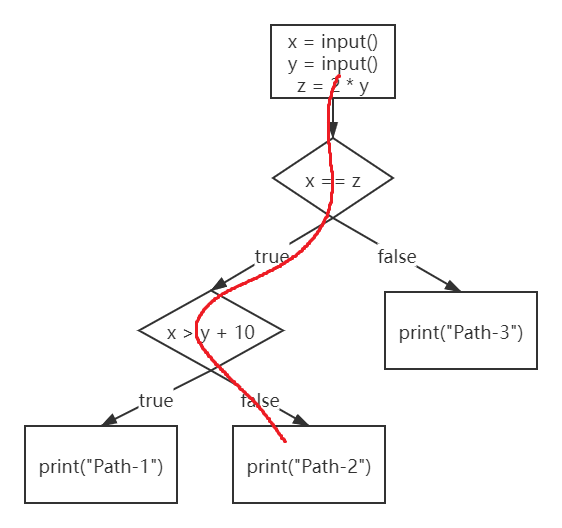 x = input()
y = input()
z = 2 * y
x == z
true
false
x > y + 10
print("Path-3")
true
false
print("Path-1")
print("Path-2")